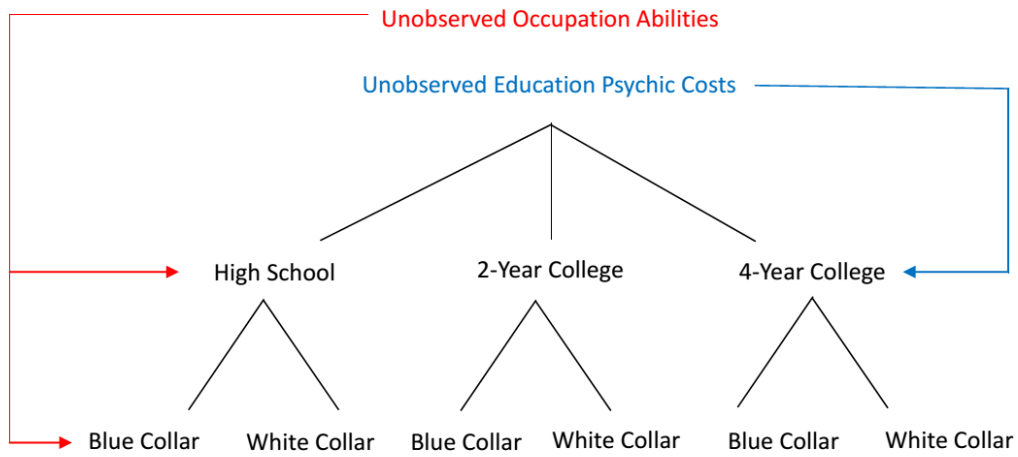 Unobserved Occupation Abilities
Unobserved Education Psychic Costs
High School
2-Year College
4-Year College
Blue Collar
White Collar
Blue Collar
White Collar
Blue Collar
White Collar